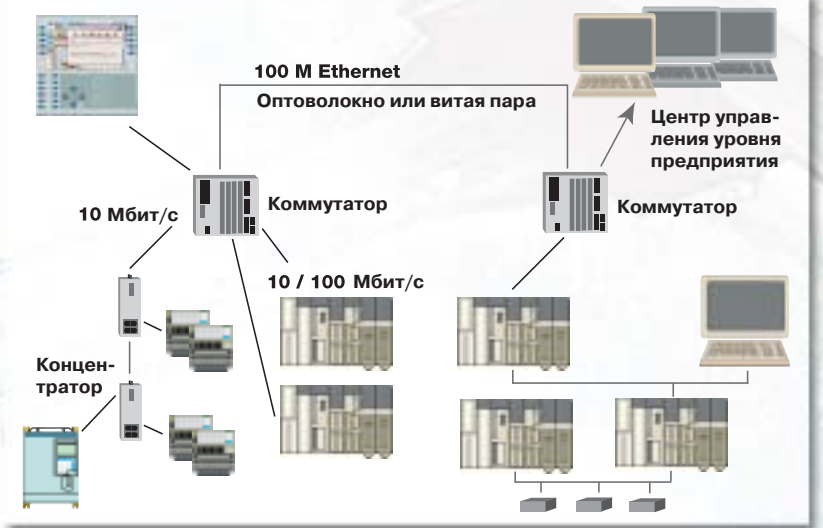 100 M Ethernet
Оптоволокно или витая пара
Центр управ-
ления уровня
предприятия
10 Мбит/с
Коммутатор
Коммутатор
10 / 100 Мбит/с
Концен-
тратор